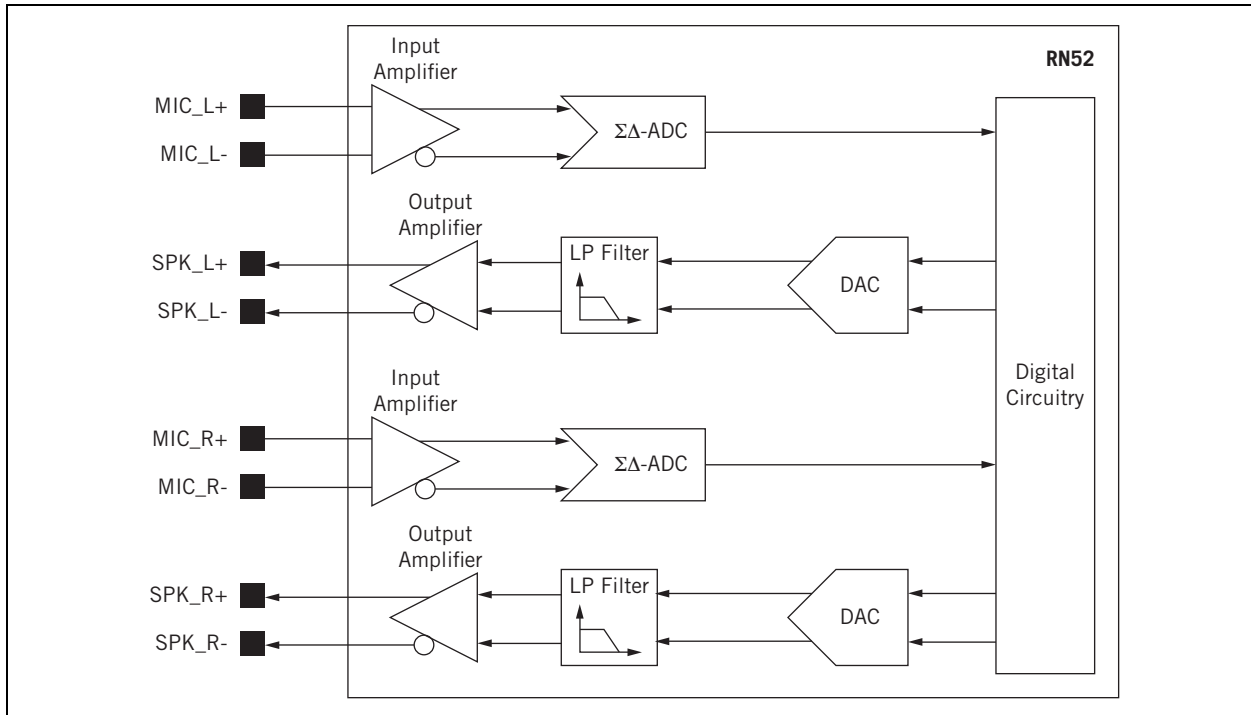 RN52
Input
Amplifier
MIC_L+
MIC_L-
ΣΔ-ADC
Output
Amplifier
SPK_L+
SPK_L-
LP Filter
DAC
Digital
Circuitry
Input
Amplifier
MIC_R+
MIC_R-
ΣΔ-ADC
Output
Amplifier
SPK_R+
SPK_R-
LP Filter
DAC